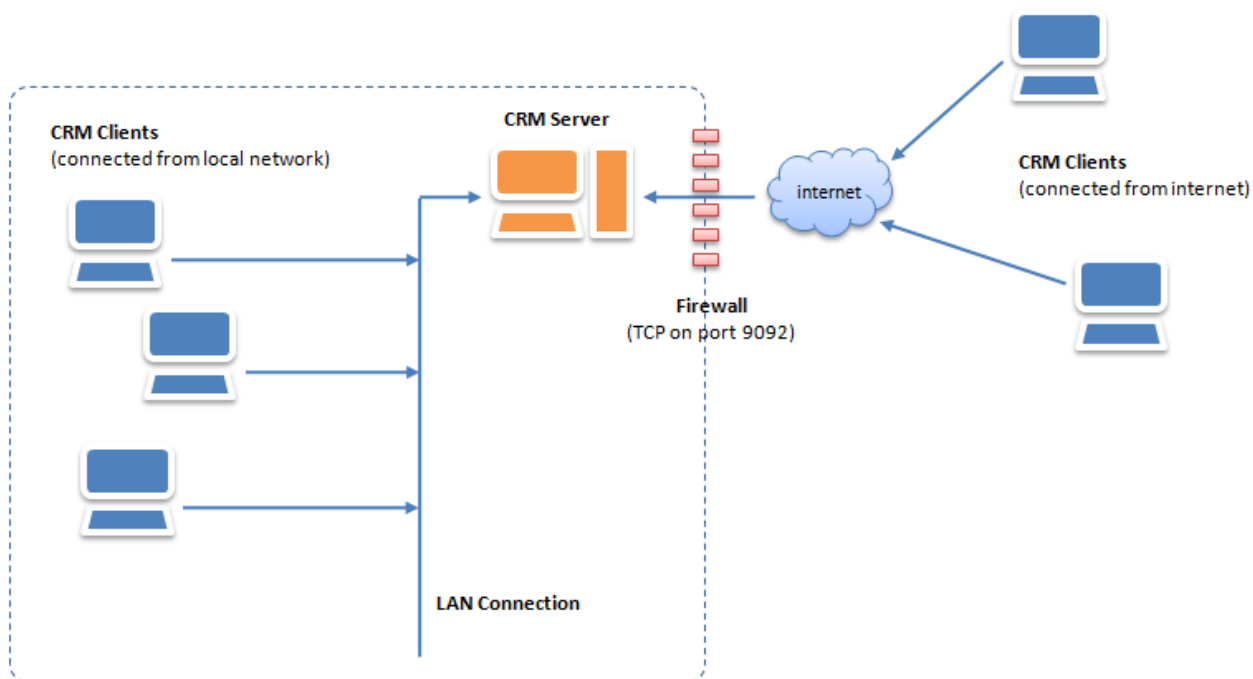 CRM Clients
(connected from local network)
CRM Server
internet
CRM Clients
(connected from internet)
Firewall
(TCP on port 9092)
LAN Connection